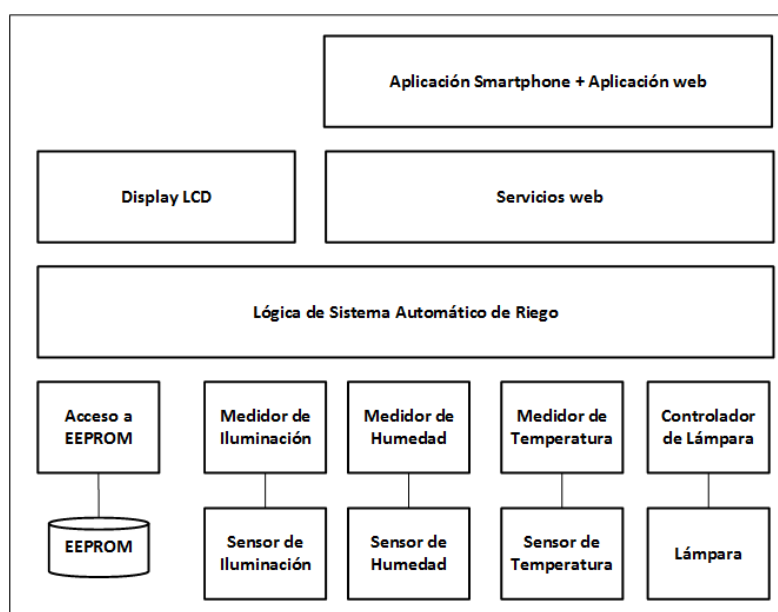 Aplicación Smartphone + Aplicación web
Display LCD
Servicios web
Lógica de Sistema Automático de Riego
Acceso a
EEPROM
Medidor de
Iluminación
Medidor de
Humedad
Medidor de
Temperatura
Controlador
de Lámpara
EEPROM
Sensor de
Iluminación
Sensor de
Humedad
Sensor de
Temperatura
Lámpara